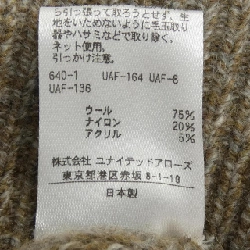 ら引っ張って取ろうとせず、生
地をいためないように毛玉取り
器やハサミなどで取り除く。
ネット使用。
引っかけ注意。
640-1 UAF-164 UAF-6
UAF-136
ウール 75%
ナイロン 20%
アクリル 5%
株式会社 ユナイテッドアローズ
東京都港区赤坂8-1-19
日本製